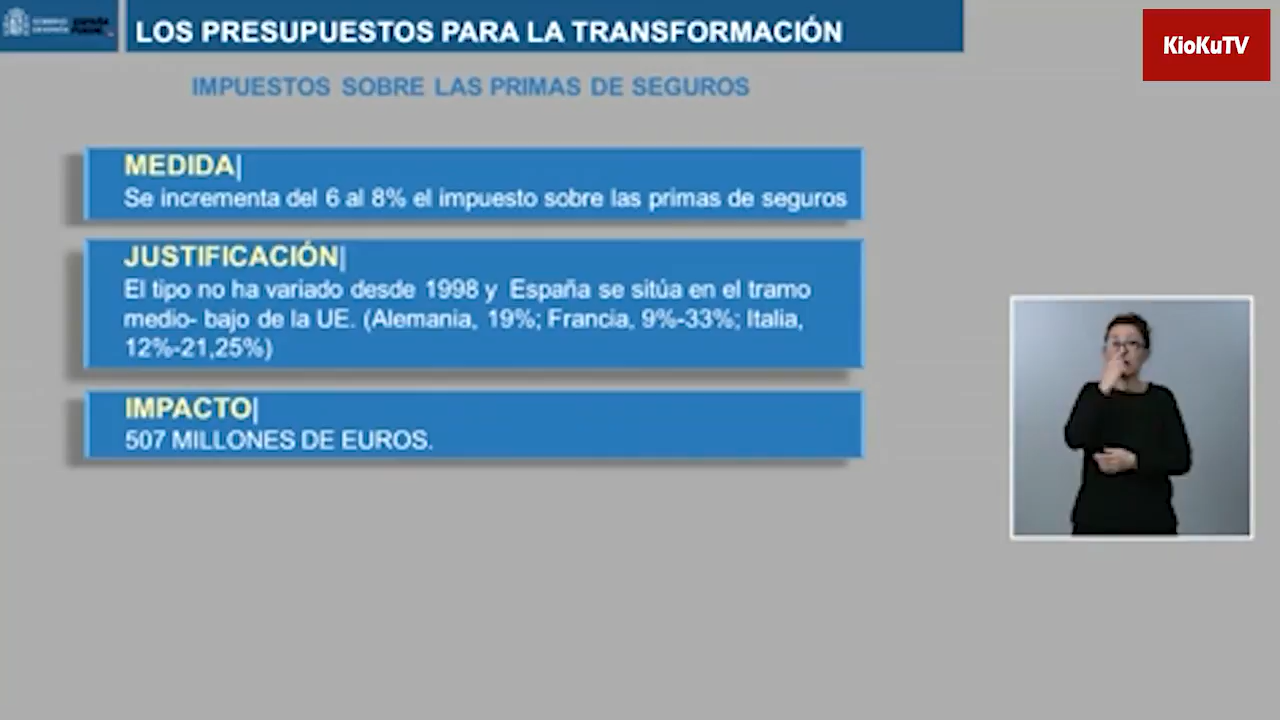 LOS PRESUPUESTOS PARA LA TRANSFORMACIÓN
KioKuTV
IMPUESTOS SOBRE LAS PRIMAS DE SEGUROS
MEDIDA|
Se incrementa del 6 al 8% el impuesto sobre las primas de seguros
JUSTIFICACIÓN|
El tipo no ha variado desde 1998 y España se sitúa en el tramo
medio- bajo de la UE. (Alemania, 19%; Francia, 9%-33%; Italia,
12%-21,25%)
IMPACTO|
507 MILLONES DE EUROS.